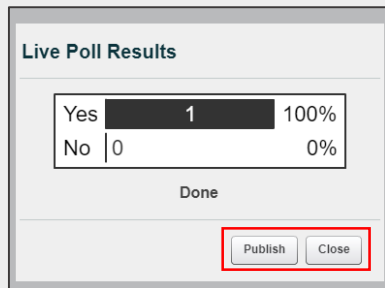 Live Poll Results
Yes 1 100%
No 0 0%
Done
Publish Close